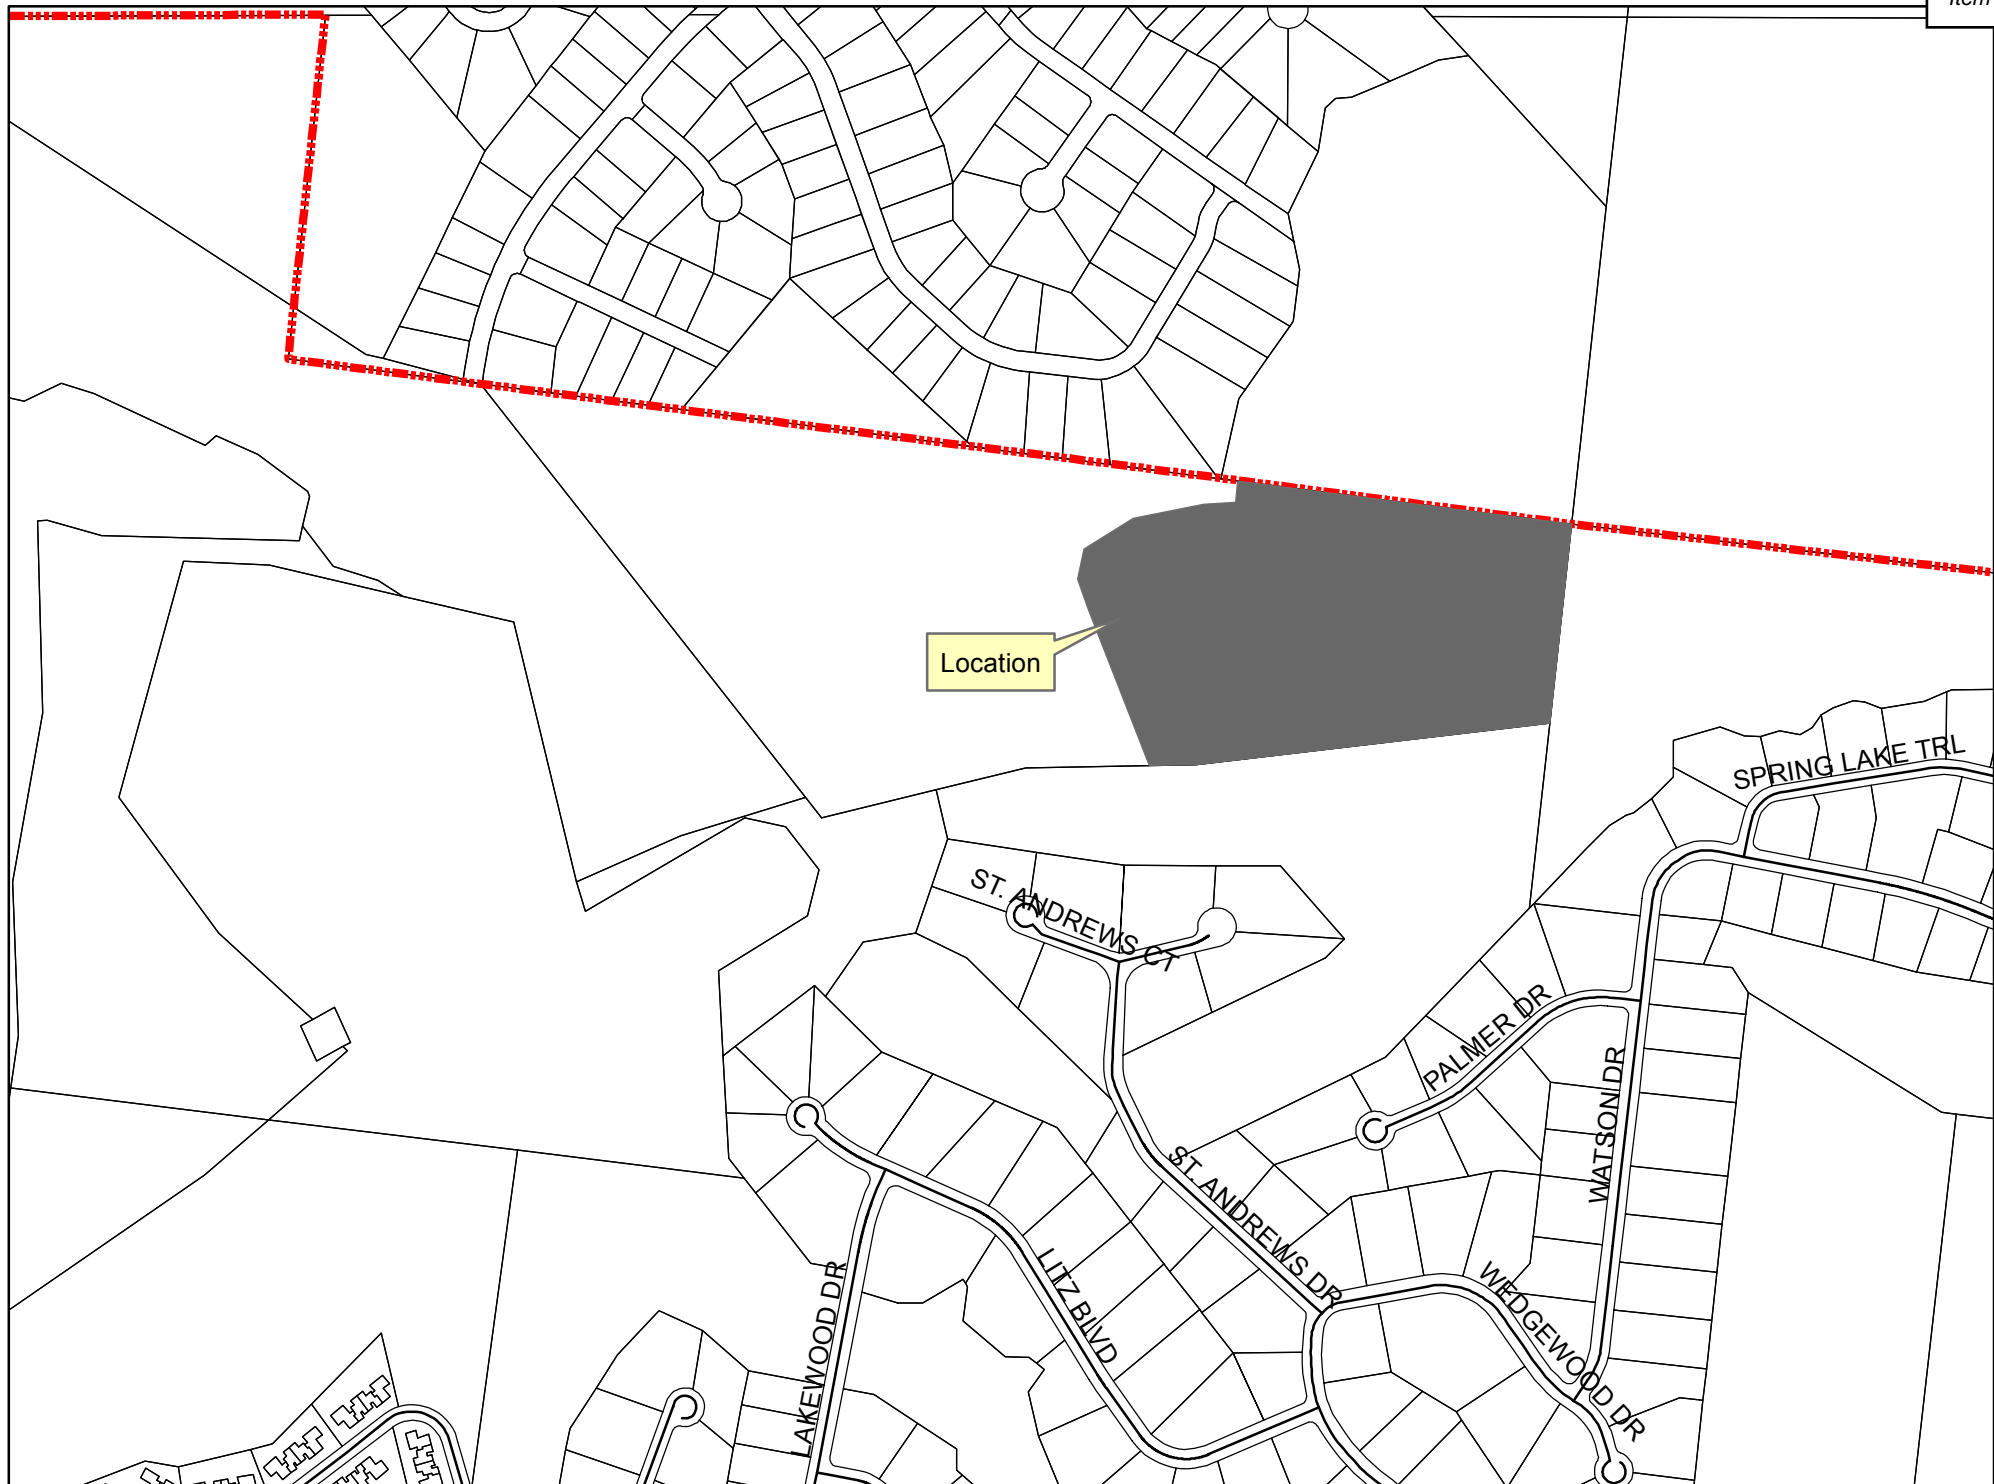 Item
Location
SPRING LAKE TRL
ST. ANDREWS CT
PALMER DR
WATSON DR
ST. ANDREWS DR
LITZ BLVD
LAKEWOOD DR
WEDGEWOOD DR